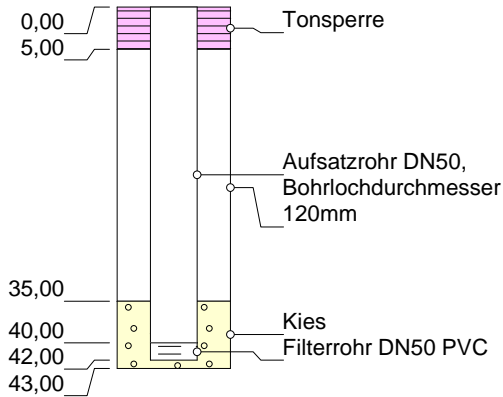 0,00
Tonsperre
5,00
Aufsatzrohr DN50,
Bohrlochdurchmesser
120mm
35,00
Kies
40,00
Filterrohr DN50 PVC
42,00
43,00